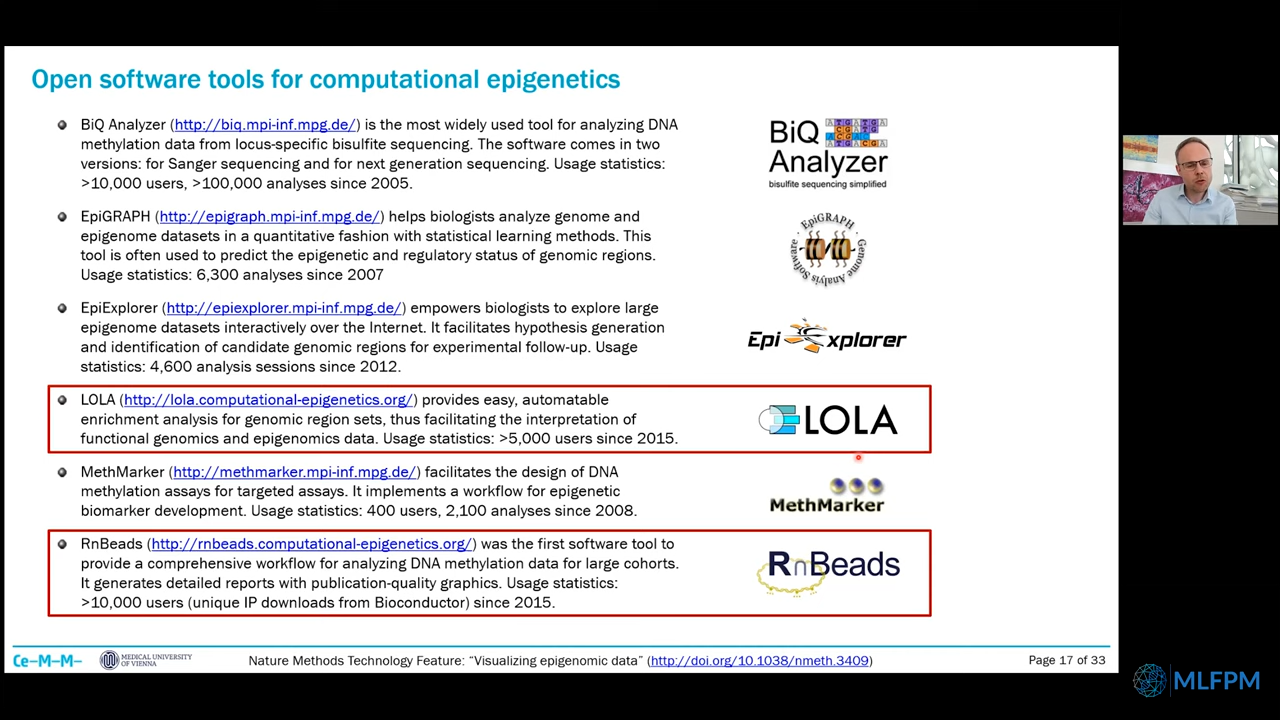 Open software tools for computational epigenetics
BiQ Analyzer (http://biq.mpi-inf.mpg.de/) is the most widely used tool for analyzing DNA
methylation data from locus-specific bisulfite sequencing. The software comes in two
versions: for Sanger sequencing and for next generation sequencing. Usage statistics:
>10,000 users, >100,000 analyses since 2005.
BiQ
Analyzer
bisulfite sequencing simplified
EpiGRAPH (http://epigraph.mpi-inf.mpg.de/) helps biologists analyze genome and
epigenome datasets in a quantitative fashion with statistical learning methods. This
tool is often used to predict the epigenetic and regulatory status of genomic regions.
Usage statistics: 6,300 analyses since 2007
EpiGRAPH
Genome Analyis Software
EpiExplorer (http://epiexplorer.mpi-inf.mpg.de/) empowers biologists to explore large
epigenome datasets interactively over the Internet. It facilitates hypothesis generation
and identification of candidate genomic regions for experimental follow-up. Usage
statistics: 4,600 analysis sessions since 2012.
Epi xplorer
LOLA (http://lola.computational-epigenetics.org/) provides easy, automatable
enrichment analysis for genomic region sets, thus facilitating the interpretation of
functional genomics and epigenomics data. Usage statistics: >5,000 users since 2015.
LOLA
MethMarker (http://methmarker.mpi-inf.mpg.de/) facilitates the design of DNA
methylation assays for targeted assays. It implements a workflow for epigenetic
biomarker development. Usage statistics: 400 users, 2,100 analyses since 2008.
MethMarker
RnBeads (http://rnbeads.computational-epigenetics.org/) was the first software tool to
provide a comprehensive workflow for analyzing DNA methylation data for large cohorts.
It generates detailed reports with publication-quality graphics. Usage statistics:
>10,000 users (unique IP downloads from Bioconductor) since 2015.
RnBeads
Ce-M-M-
MEDICAL UNIVERSITY
OF VIENNA
Nature Methods Technology Feature: “Visualizing epigenomic data” (http://doi.org/10.1038/nmeth.3409)
Page 17 of 33
MLFPM